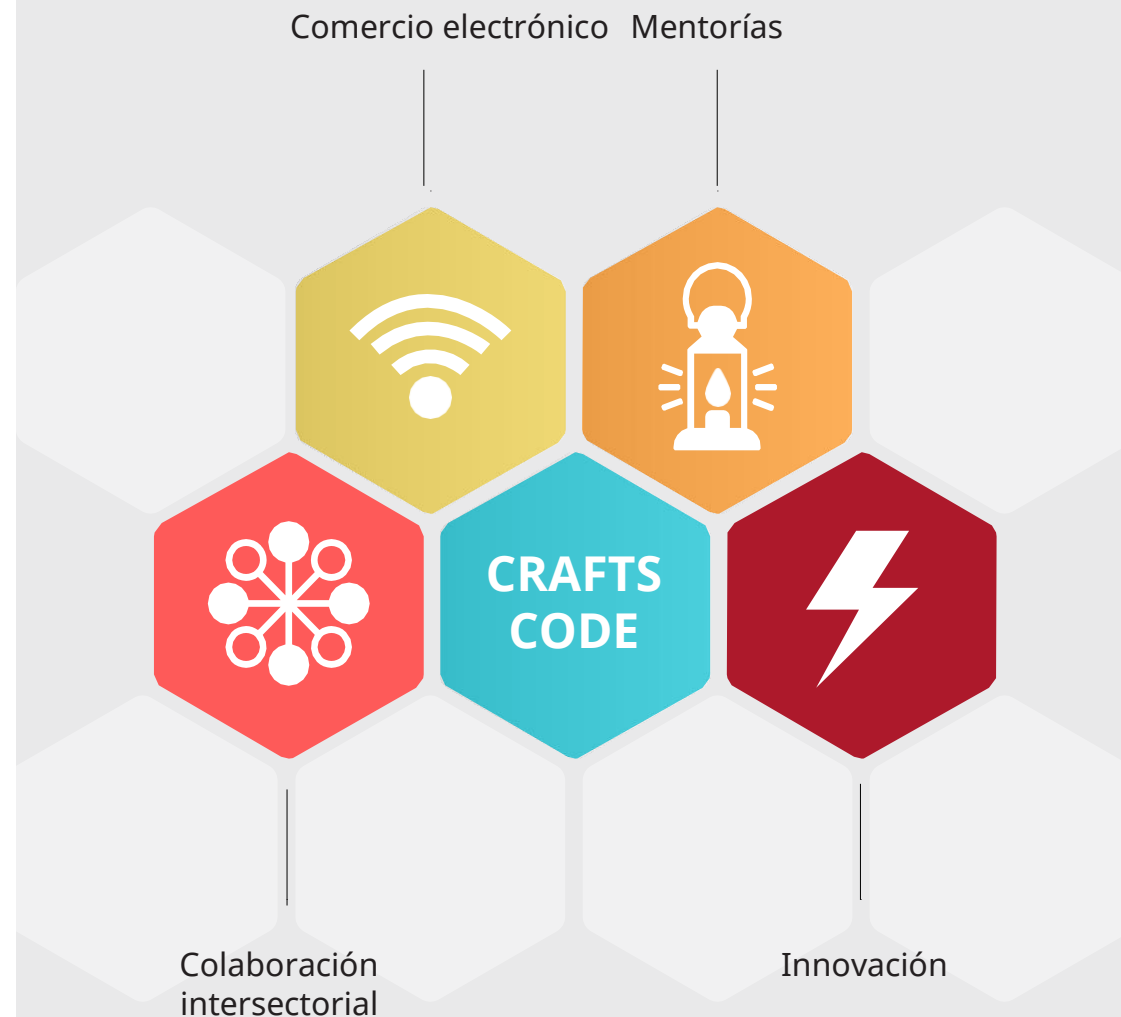 Comercio electrónico
Mentorías
CRAFTS
CODE
Colaboración
intersectorial
Innovación